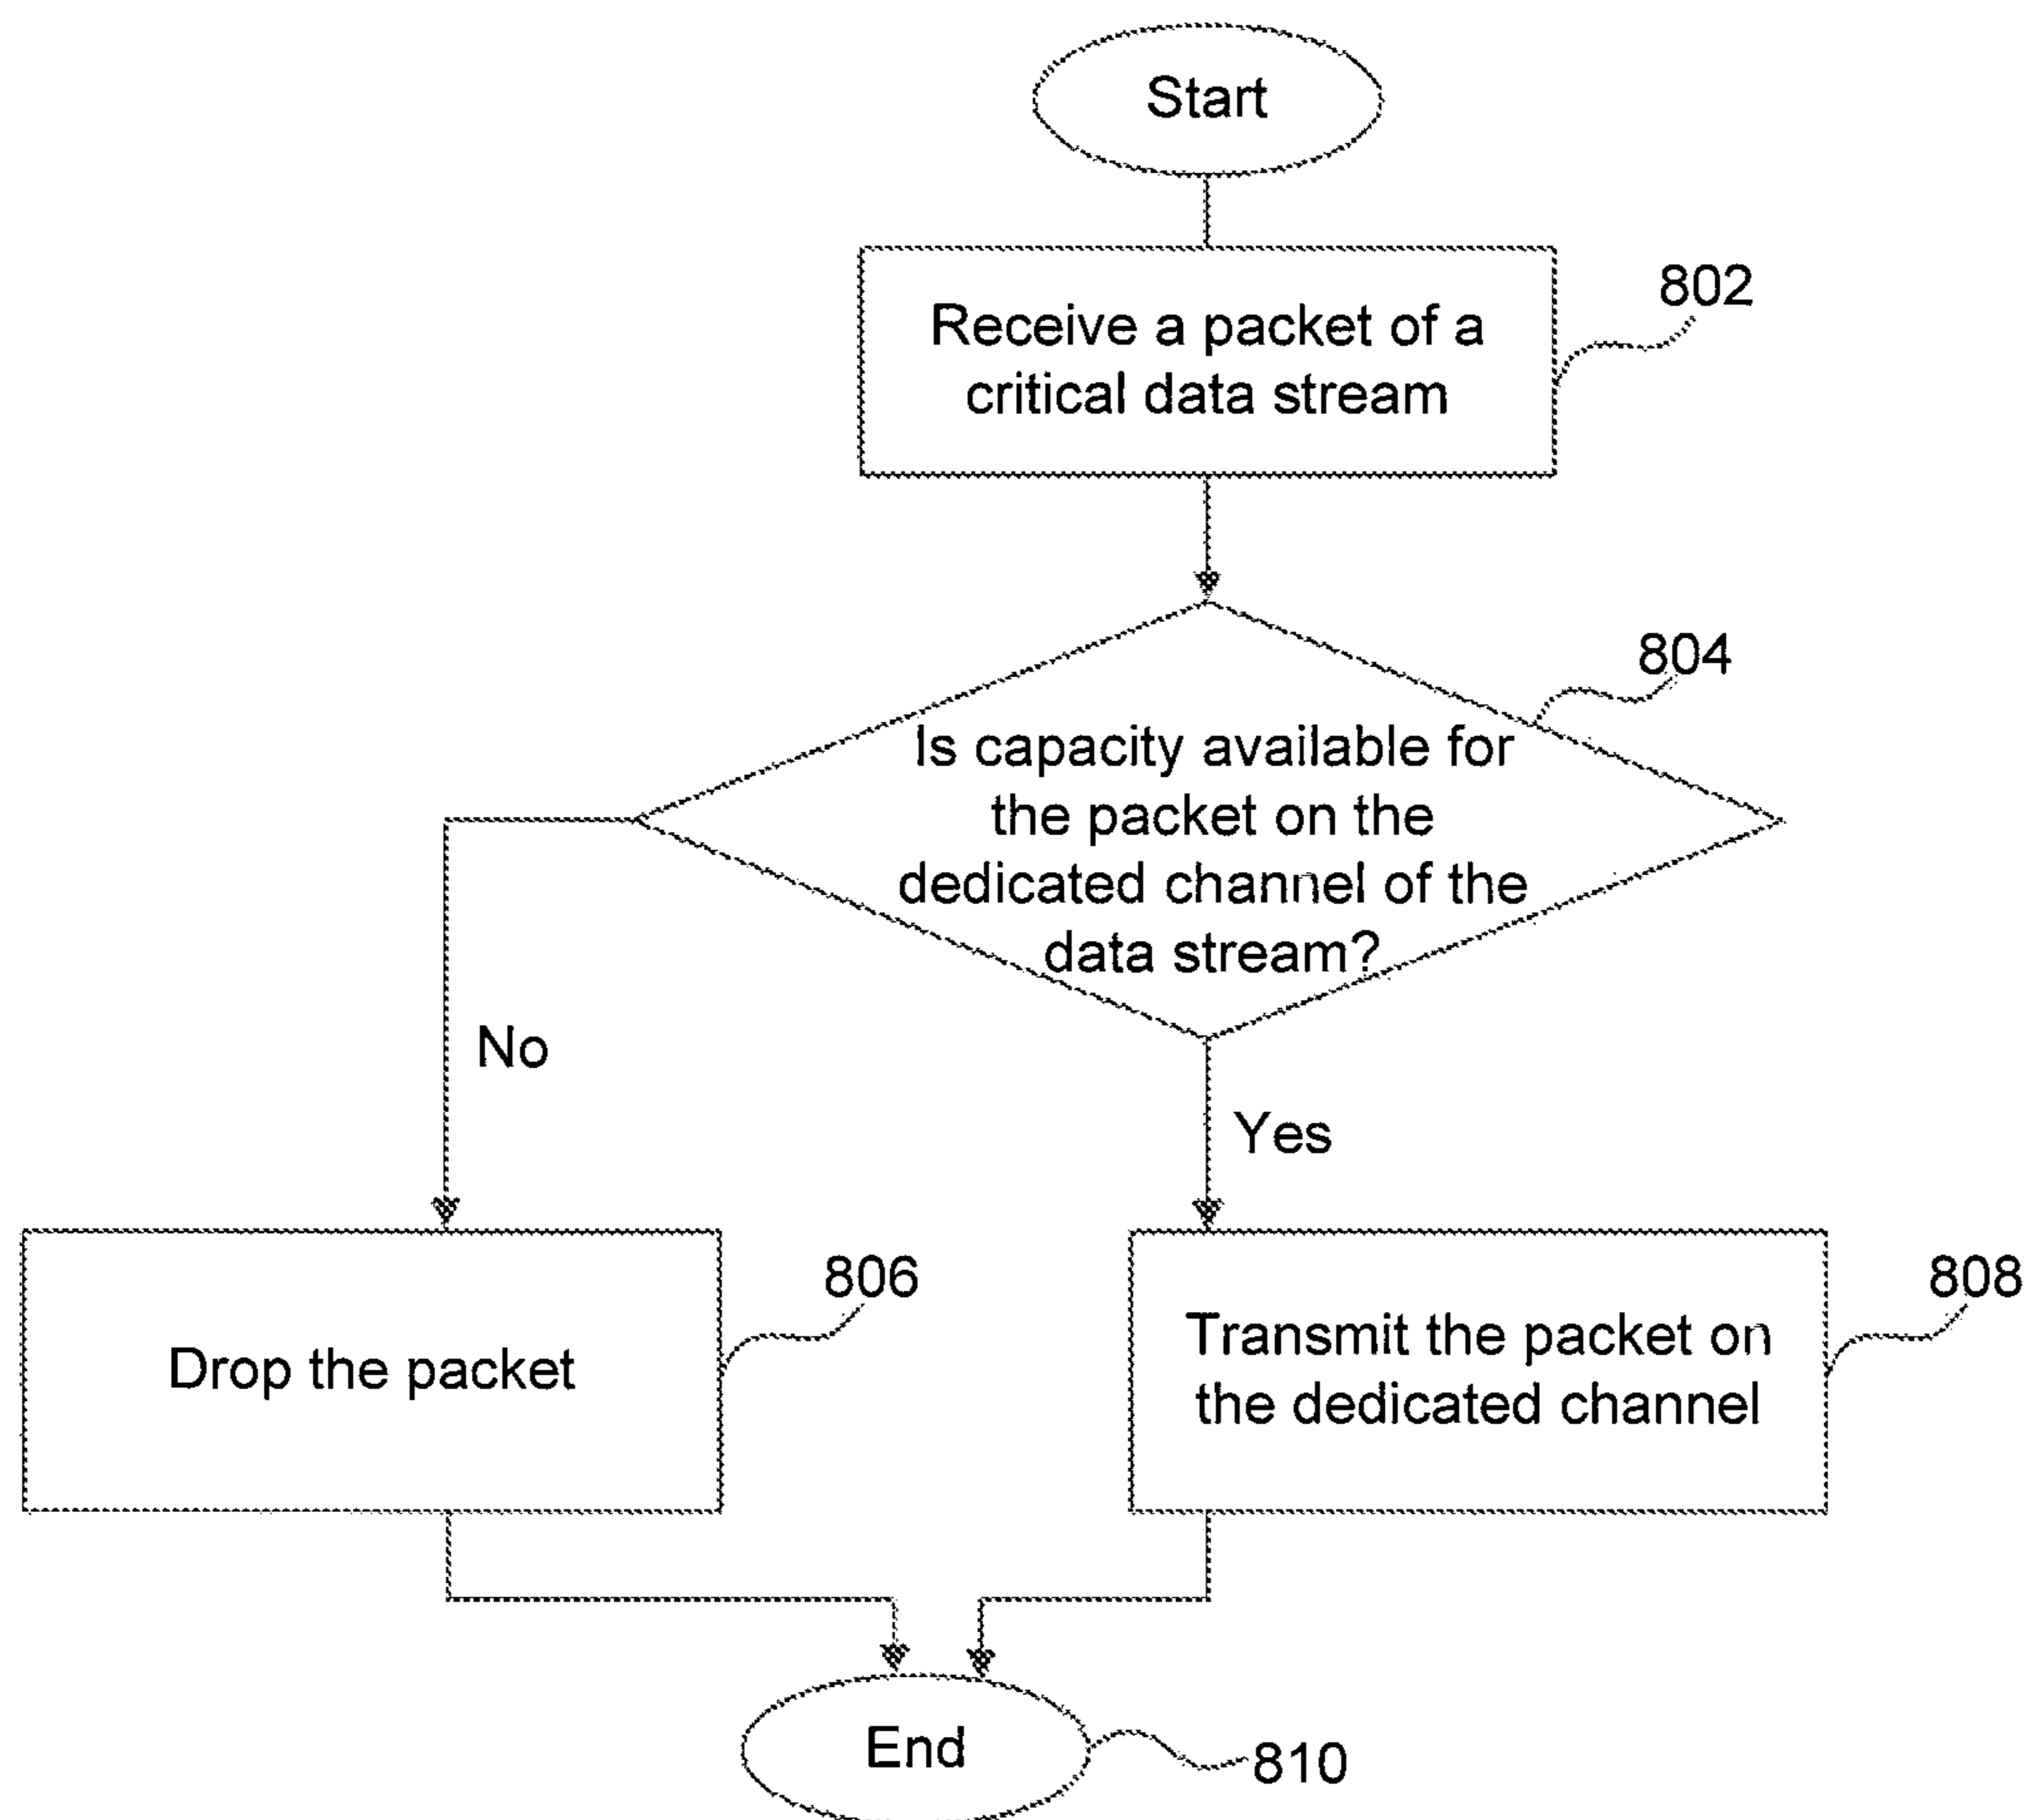 Start
802
Receive a packet of a
critical data stream
804
Is capacity available for
the packet on the
dedicated channel of the
data stream?
No
Yes
806
808
Drop the packet
Transmit the packet on
the dedicated channel
End
810